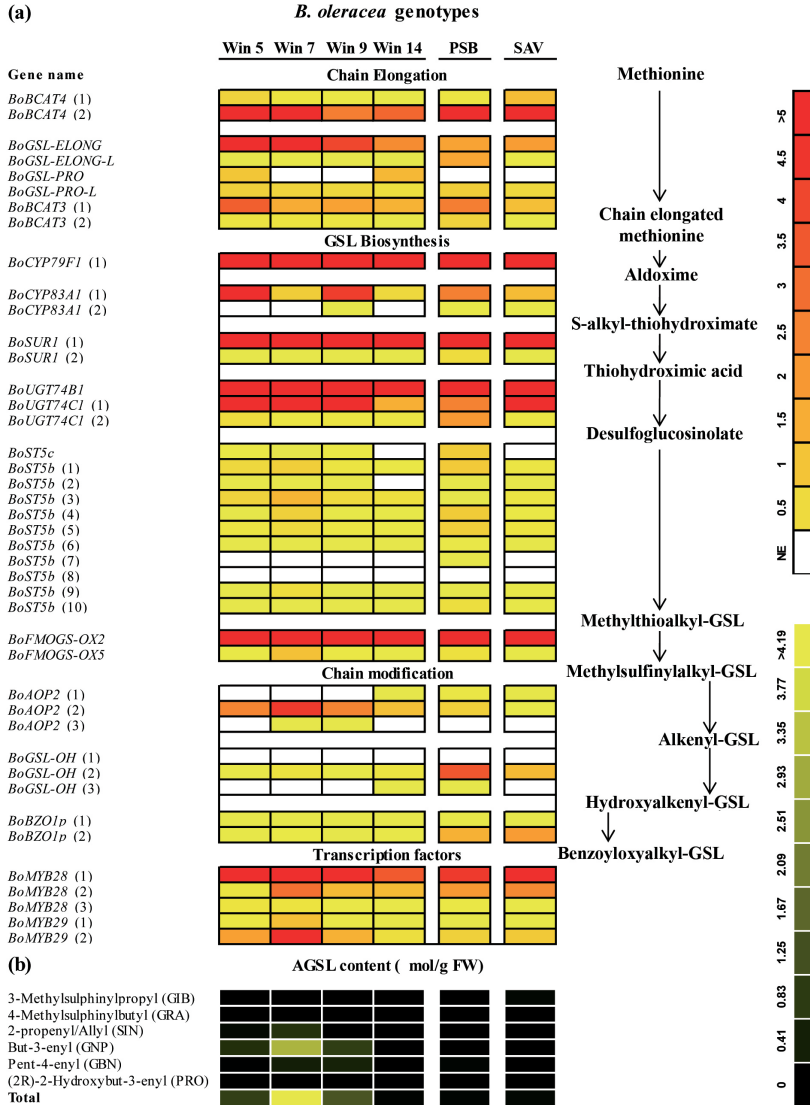 (a)
B. oleracea genotypes
Win 5 Win 7 Win 9 Win 14 PSB SAV
Gene name
Chain Elongation
BoBCAT4 (1)
BoBCAT4 (2)
BoGSL-ELONG
BoGSL-ELONG-L
BoGSL-PRO
BoGSL-PRO-L
BoBCAT3 (1)
BoBCAT3 (2)
GSL Biosynthesis
BoCYP79F1 (1)
BoCYP83A1 (1)
BoCYP83A1 (2)
BoSUR1 (1)
BoSUR1 (2)
BoUGT74B1
BoUGT74C1 (1)
BoUGT74C1 (2)
BoST5c
BoST5b (1)
BoST5b (2)
BoST5b (3)
BoST5b (4)
BoST5b (5)
BoST5b (6)
BoST5b (7)
BoST5b (8)
BoST5b (9)
BoST5b (10)
BoFMOGS-OX2
BoFMOGS-OX5
Chain modification
BoAOP2 (1)
BoAOP2 (2)
BoAOP2 (3)
BoGSL-OH (1)
BoGSL-OH (2)
BoGSL-OH (3)
BoBZO1p (1)
BoBZO1p (2)
Transcription factors
BoMYB28 (1)
BoMYB28 (2)
BoMYB28 (3)
BoMYB29 (1)
BoMYB29 (2)
Methionine
Chain elongated
methionine
Aldoxime
S-alkyl-thiohydroximate
Thiohydroximic acid
Desulfoglucosinolate
Methylthioalkyl-GSL
Methylsulfinylalkyl-GSL
Alkenyl-GSL
Hydroxyalkenyl-GSL
Benzoyloxyalkyl-GSL
>5
4.5
4
3.5
3
2.5
2
1.5
1
0.5
NE
>4.19
3.77
3.35
2.93
2.51
2.09
1.67
1.25
0.83
0.41
0
(b)
AGSL content ( mol/g FW)
3-Methylsulphinylpropyl (GIB)
4-Methylsulphinylbutyl (GRA)
2-propenyl/Allyl (SIN)
But-3-enyl (GNP)
Pent-4-enyl (GBN)
(2R)-2-Hydroxybut-3-enyl (PRO)
Total